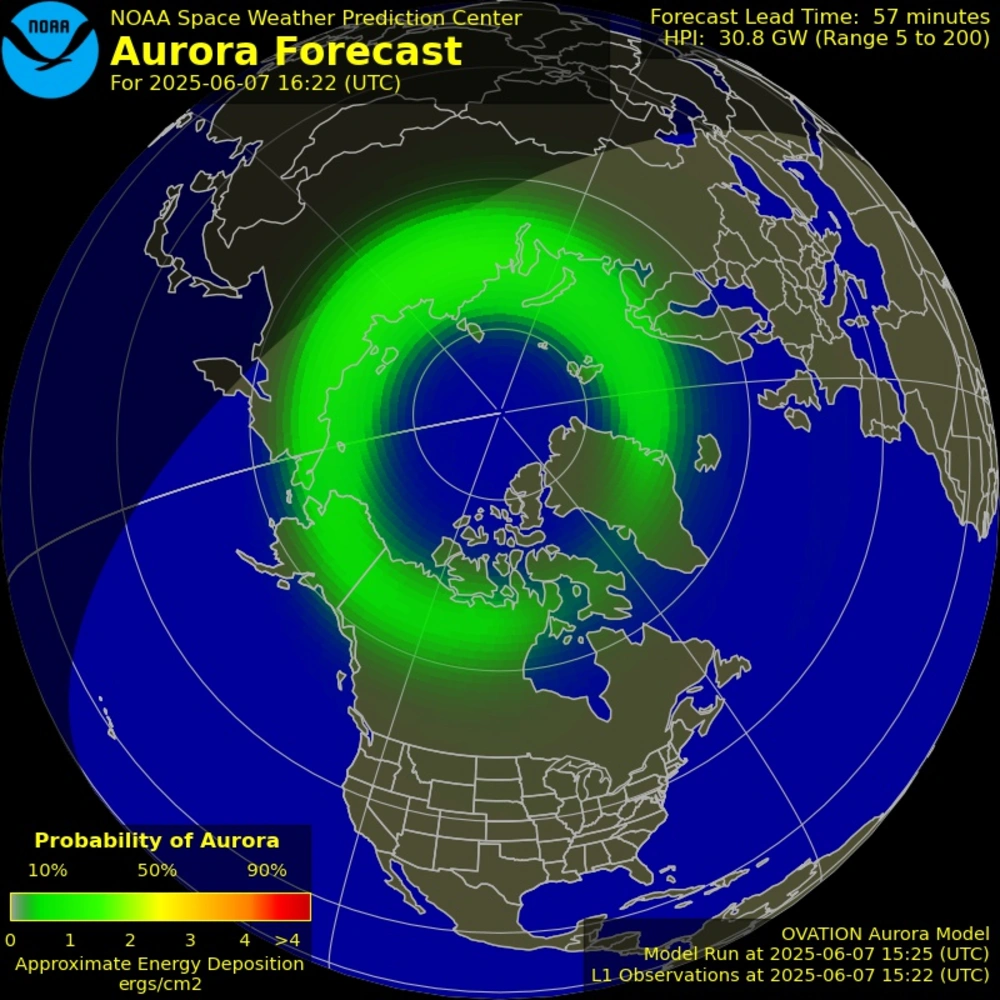 NOAA
NOAA Space Weather Prediction Center
Aurora Forecast
For 2025-06-07 16:22 (UTC)
Forecast Lead Time: 57 minutes
HPI: 30.8 GW (Range 5 to 200)
Probability of Aurora
10% 50% 90%
0 1 2 3 4 >4
Approximate Energy Deposition
ergs/cm2
OVATION Aurora Model
Model Run at 2025-06-07 15:25 (UTC)
L1 Observations at 2025-06-07 15:22 (UTC)